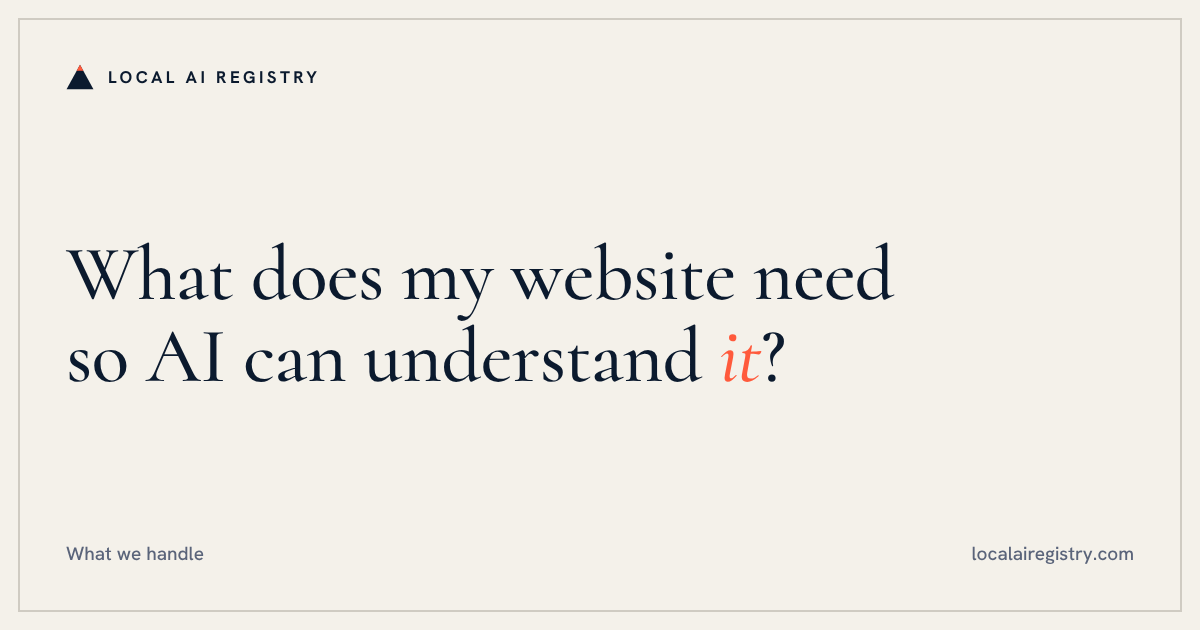 LOCAL AI REGISTRY
What does my website need
so AI can understand it?
What we handle
localairegistry.com